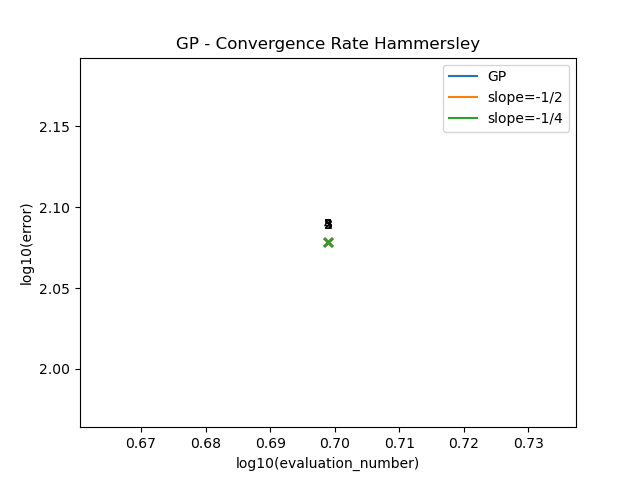 GP - Convergence Rate Hammersley
GP
slope=-1/2
slope=-1/4
2.15
2.10
2.05
2.00
log10(error)
0.67 0.68 0.69 0.70 0.71 0.72 0.73
log10(evaluation_number)